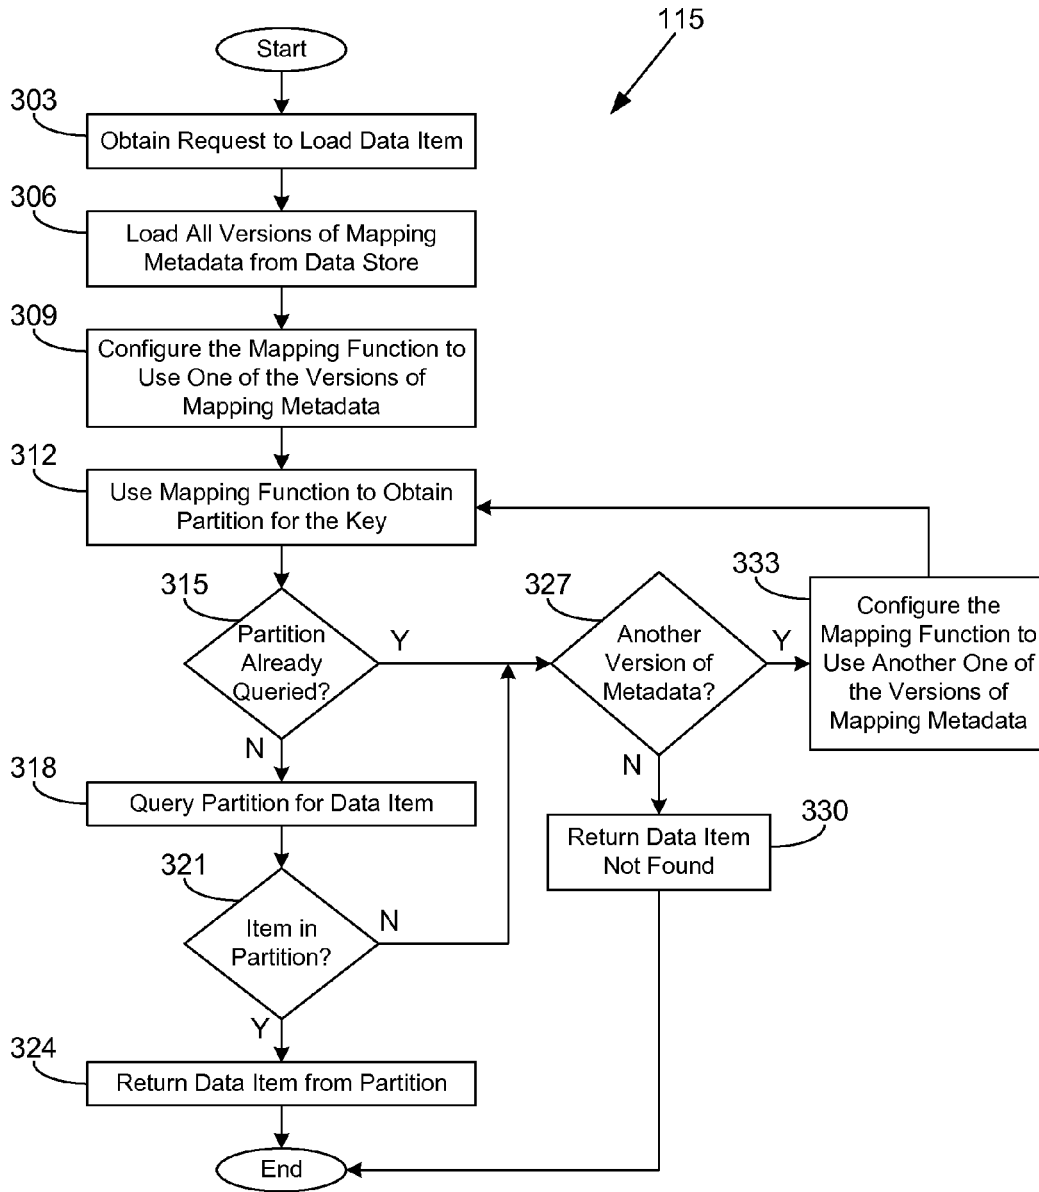 115
Start
303
Obtain Request to Load Data Item
306
Load All Versions of Mapping
Metadata from Data Store
309
Configure the Mapping Function to
Use One of the Versions of
Mapping Metadata
312
Use Mapping Function to Obtain
Partition for the Key
315
Partition
Already
Queried?
Y
N
327
Another
Version of
Metadata?
Y
N
333
Configure the
Mapping Function to
Use Another One of
the Versions of
Mapping Metadata
318
Query Partition for Data Item
330
Return Data Item
Not Found
321
Item in
Partition?
N
Y
324
Return Data Item from Partition
End